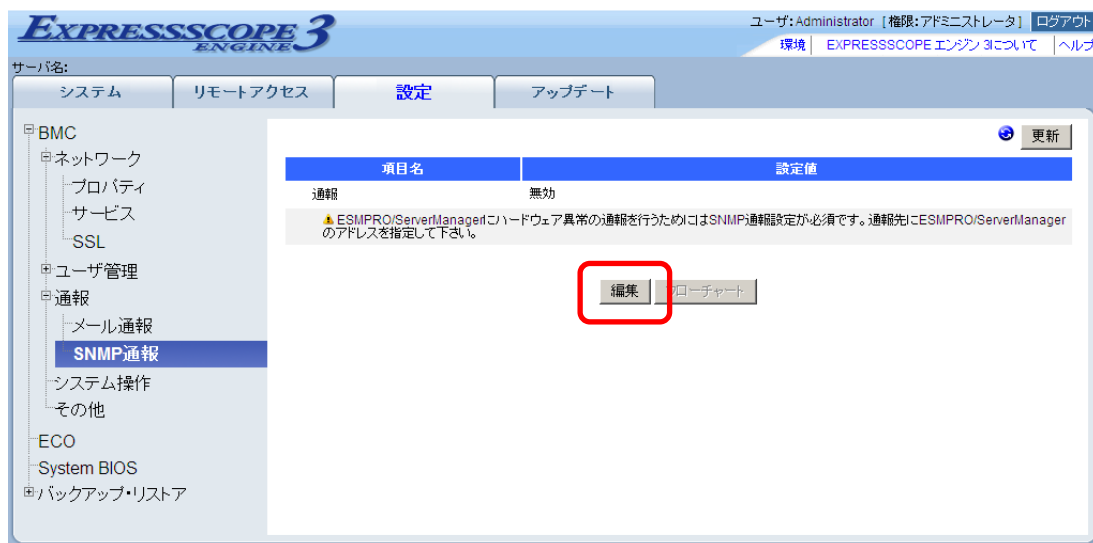 EXPRESSSCOPE ENGINE 3
ユーザ: Administrator [権限:アドミニストレータ] ログアウト
環境 EXPRESSSCOPE エンジン 3について ヘルプ
サーバ名:
システム リモートアクセス 設定 アップデート
BMC
ネットワーク
プロパティ
サービス
SSL
ユーザ管理
通報
メール通報
SNMP通報
システム操作
その他
ECO
System BIOS
バックアップ・リストア
更新
項目名 設定値
通報 無効
ESMPRO/ServerManagerにハードウェア異常の通報を行うためにはSNMP通報設定が必須です。通報先にESMPRO/ServerManager
のアドレスを指定して下さい。
編集 フローチャート